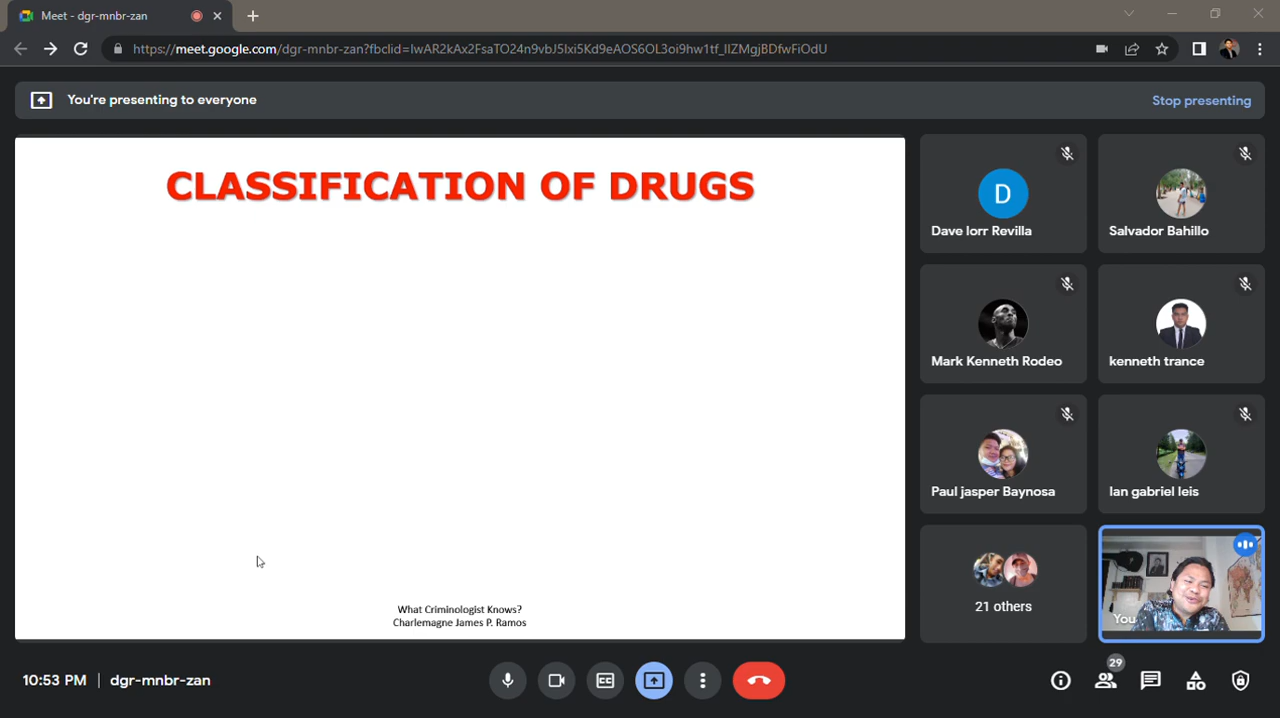 Meet - dgr-mnbr-zan
https://meet.google.com/dgr-mnbr-zan?fbclid=IwAR2kAx2FsaTO24n9vbJ5lxi5Kd9eAOS6OL3oi9hw1tf_lIZMgjBDfwFiOdU
You're presenting to everyone
Stop presenting
CLASSIFICATION OF DRUGS
What Criminologist Knows?
Charlemagne James P. Ramos
D
Dave lorr Revilla
Salvador Bahillo
Mark Kenneth Rodeo
kenneth trance
Paul jasper Baynosa
Ian gabriel leis
21 others
You
10:53 PM | dgr-mnbr-zan
29